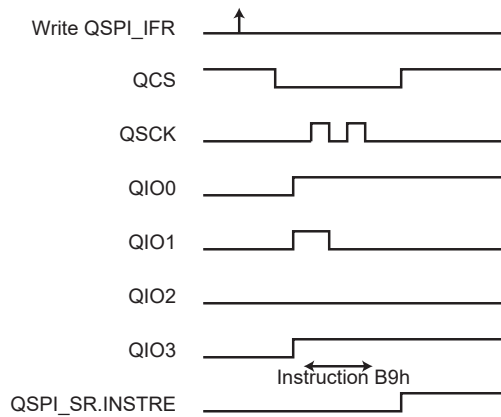 Write QSPI_IFR
QCS
QSCK
QIO0
QIO1
QIO2
QIO3
Instruction B9h
QSPI_SR.INSTRE